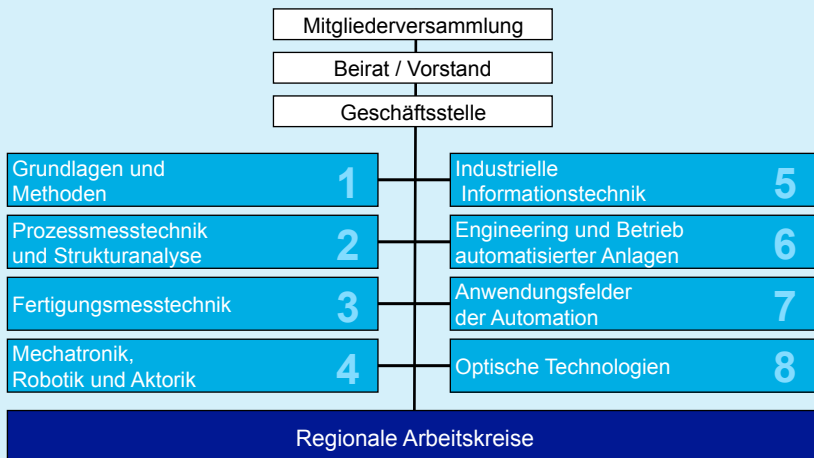 Mitgliederversammlung
Beirat / Vorstand
Geschäftsstelle
Grundlagen und
Methoden
1
Prozessmesstechnik
und Strukturanalyse
2
Fertigungsmesstechnik
3
Mechatronik,
Robotik und Aktorik
4
Industrielle
Informationstechnik
5
Engineering und Betrieb
automatisierter Anlagen
6
Anwendungsfelder
der Automation
7
Optische Technologien
8
Regionale Arbeitskreise